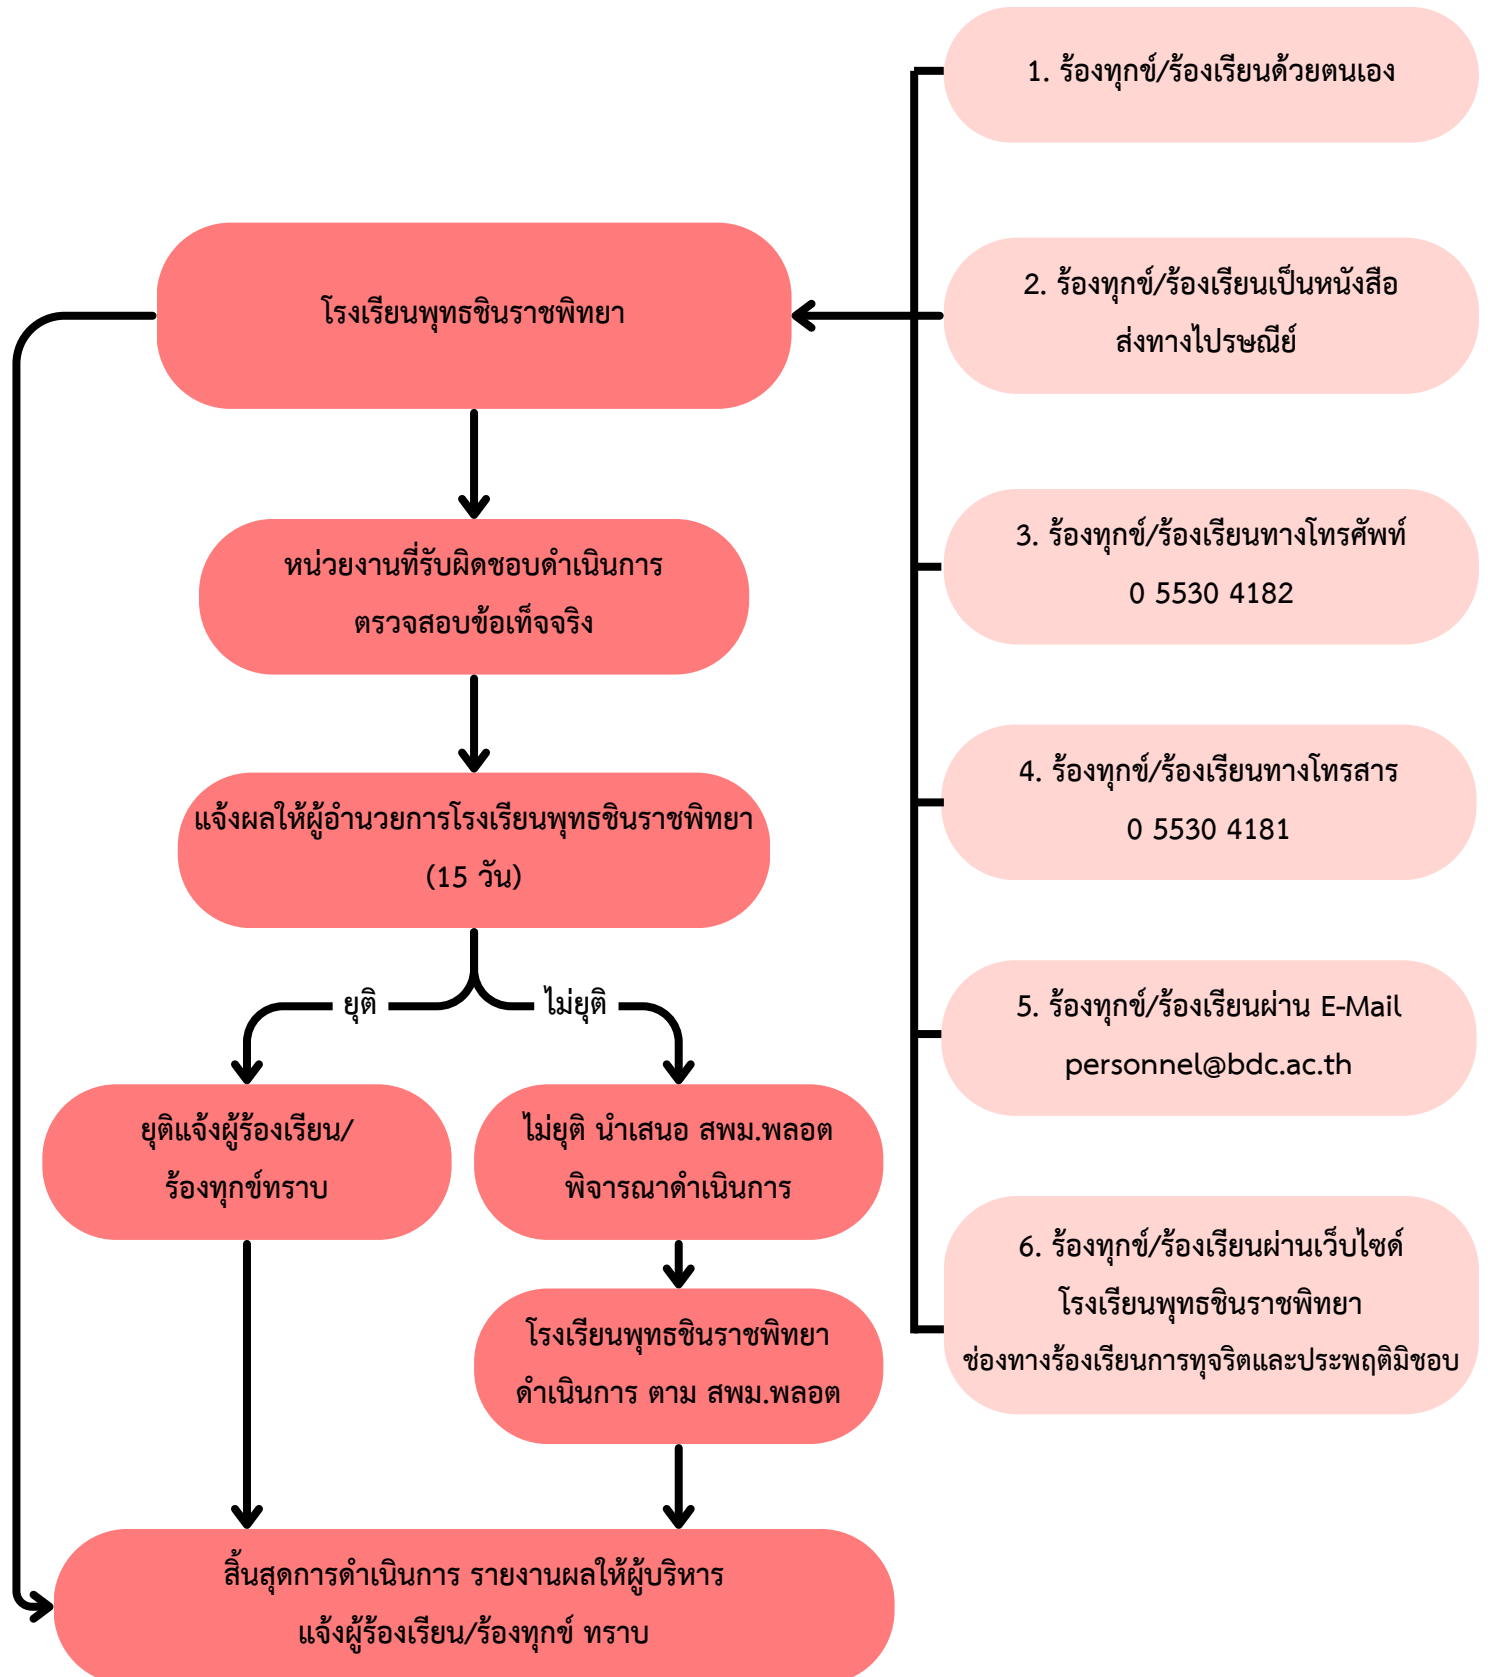 1. ร้องทุกข์/ร้องเรียนด้วยตนเอง
2. ร้องทุกข์/ร้องเรียนเป็นหนังสือ
ส่งทางไปรษณีย์
3. ร้องทุกข์/ร้องเรียนทางโทรศัพท์
0 5530 4182
4. ร้องทุกข์/ร้องเรียนทางโทรสาร
0 5530 4181
5. ร้องทุกข์/ร้องเรียนผ่าน E-Mail
personnel@bdc.ac.th
6. ร้องทุกข์/ร้องเรียนผ่านเว็บไซด์
โรงเรียนพุทธชินราชพิทยา
ช่องทางร้องเรียนการทุจริตและประพฤติมิชอบ
โรงเรียนพุทธชินราชพิทยา
หน่วยงานที่รับผิดชอบดำเนินการ
ตรวจสอบข้อเท็จจริง
แจ้งผลให้ผู้อำนวยการโรงเรียนพุทธชินราชพิทยา
(15 วัน)
ยุติ
ไม่ยุติ
ยุติแจ้งผู้ร้องเรียน/
ร้องทุกข์ทราบ
ไม่ยุติ นำเสนอ สพม.พลอต
พิจารณาดำเนินการ
โรงเรียนพุทธชินราชพิทยา
ดำเนินการ ตาม สพม.พลอต
สิ้นสุดการดำเนินการ รายงานผลให้ผู้บริหาร
แจ้งผู้ร้องเรียน/ร้องทุกข์ ทราบ